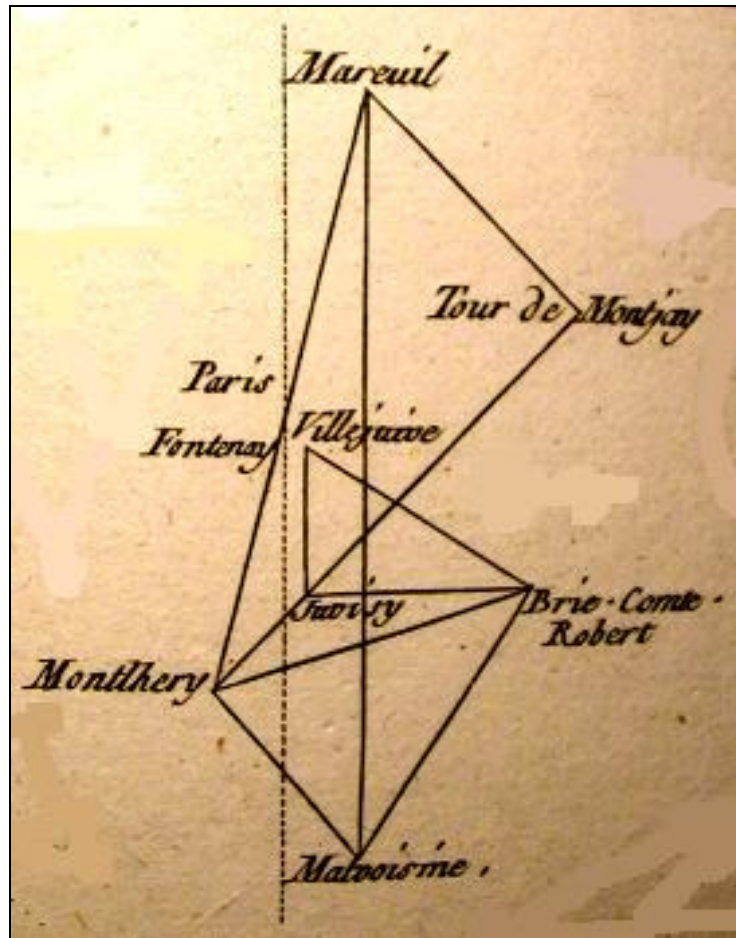 Mareuil
Tour de Montjay
Paris
Villejuive
Fontenay
Juvisy
Brie-Comte-
Robert
Montlhery
Malvoisine.